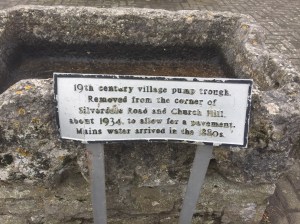 19th century village pump trough.
Removed from the corner of
Silverdale Road and Church Hill,
about 1934, to allow for a pavement.
Mains water arrived in the 1880s.